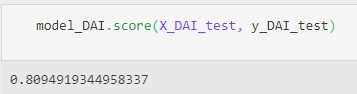 model_DAI.score(X_DAI_test, y_DAI_test)
0.8094919344958337